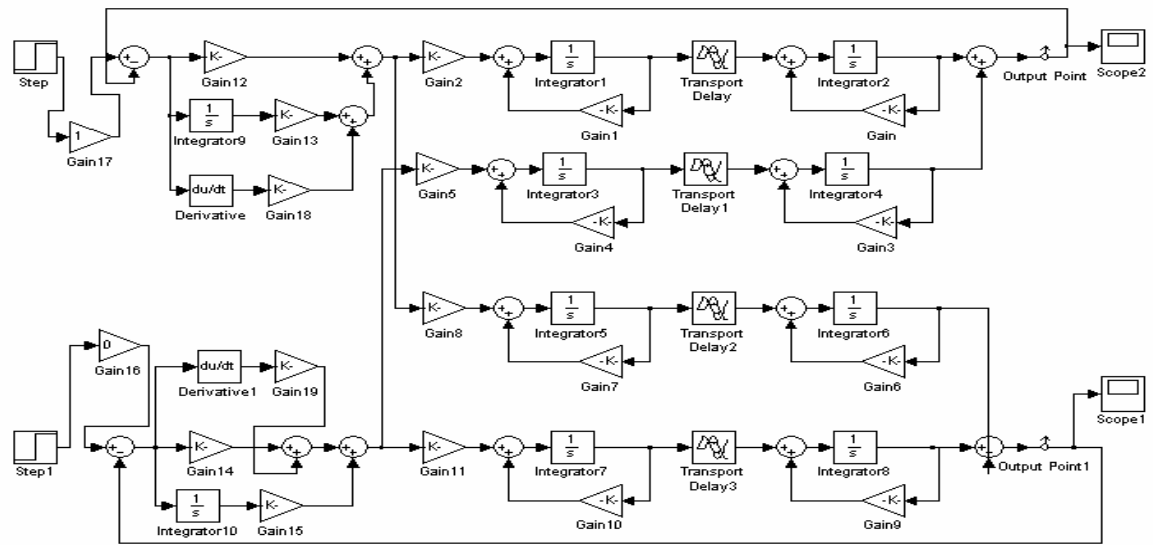 Step
1
Gain17
K-
Gain12
1
s
Integrator9
K-
Gain13
du/dt
Derivative
K-
Gain18
K-
Gain2
1
s
Integrator1
-K-
Gain1
Transport
Delay
1
s
Integrator2
-K-
Gain
Output Point
Scope2
K-
Gain5
1
s
Integrator3
-K-
Gain4
Transport
Delay1
1
s
Integrator4
-K-
Gain3
K-
Gain8
1
s
Integrator5
-K-
Gain7
Transport
Delay2
1
s
Integrator6
-K-
Gain6
0
Gain16
Step1
du/dt
Derivative1
K-
Gain19
K-
Gain14
1
s
Integrator10
K-
Gain15
K-
Gain11
1
s
Integrator7
-K-
Gain10
Transport
Delay3
1
s
Integrator8
-K-
Gain9
Output Point1
Scope1